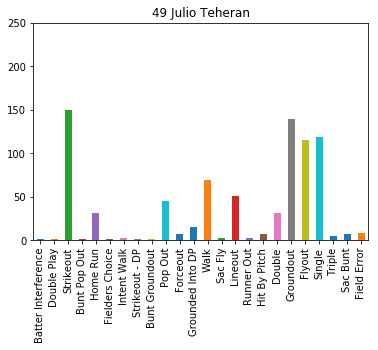 49 Julio Teheran
250
200
150
100
50
0
Batter Interference
Double Play
Strikeout
Bunt Pop Out
Home Run
Fielders Choice
Intent Walk
Strikeout - DP
Bunt Groundout
Pop Out
Forceout
Grounded Into DP
Walk
Sac Fly
Lineout
Runner Out
Hit By Pitch
Double
Groundout
Flyout
Single
Triple
Sac Bunt
Field Error